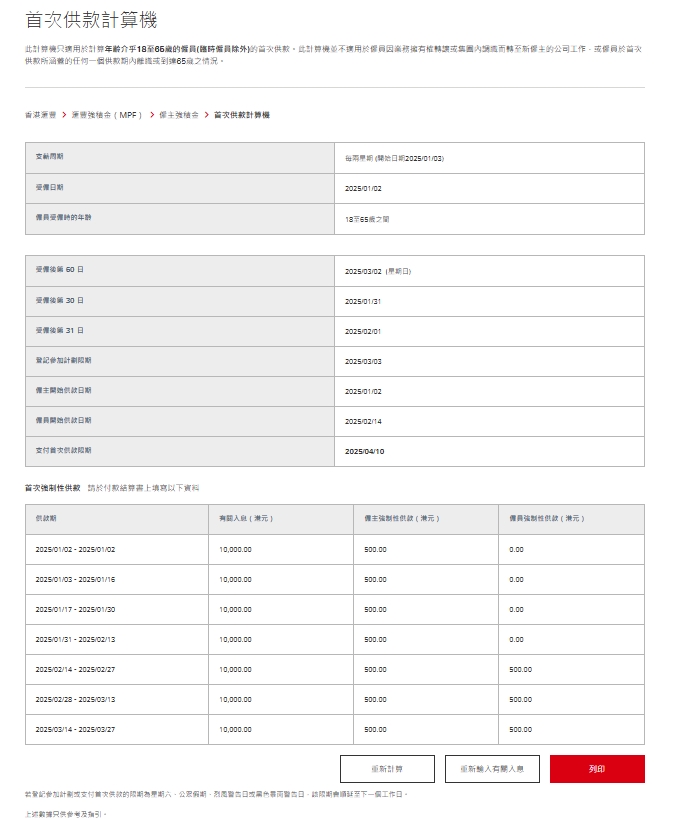 首次供款計算機
此計算機只適用於計算年齡介乎18至65歲的僱員(臨時僱員除外)的首次供款。此計算機並不適用於僱員因業務擁有權轉讓或集團內調職而轉至新僱主的公司工作，或僱員於首次
供款所涵蓋的任何一個供款期內離職或到達65歲之情況。
香港滙豐 > 滙豐強積金 ( MPF ) > 僱主強積金 > 首次供款計算機
支薪周期 每兩星期 (開始日期2025/01/03)
受僱日期 2025/01/02
僱員受僱時的年齡 18至65歲之間
受僱後第 60 日 2025/03/02 (星期日)
受僱後第 30 日 2025/01/31
受僱後第 31 日 2025/02/01
登記參加計劃限期 2025/03/03
僱主開始供款日期 2025/01/02
僱員開始供款日期 2025/02/14
支付首次供款限期 2025/04/10
首次強制性供款 請於付款結算書上填寫以下資料
供款期 有關入息 ( 港元 ) 僱主強制性供款 ( 港元 ) 僱員強制性供款 ( 港元 )
2025/01/02 - 2025/01/02 10,000.00 500.00 0.00
2025/01/03 - 2025/01/16 10,000.00 500.00 0.00
2025/01/17 - 2025/01/30 10,000.00 500.00 0.00
2025/01/31 - 2025/02/13 10,000.00 500.00 0.00
2025/02/14 - 2025/02/27 10,000.00 500.00 500.00
2025/02/28 - 2025/03/13 10,000.00 500.00 500.00
2025/03/14 - 2025/03/27 10,000.00 500.00 500.00
重新計算 重新輸入有關入息 列印
若登記參加計劃或支付首次供款的限期為星期六、公眾假期、烈風警告日或黑色暴雨警告日，該限期會順延至下一個工作日。
上述數據只供參考及指引。